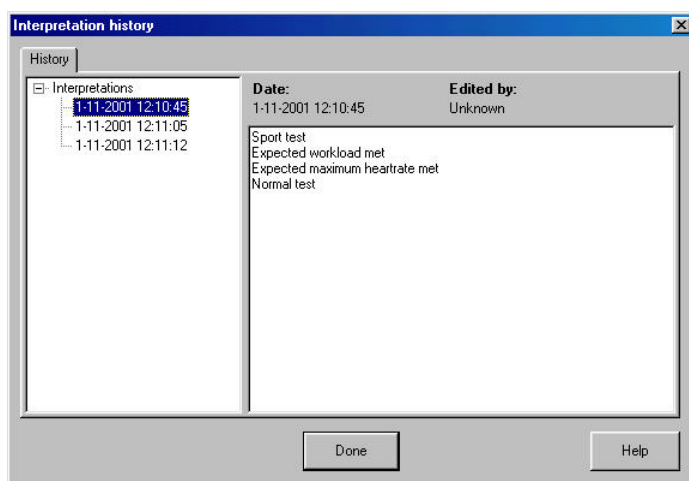 Interpretation history
History
Interpretations
1-11-2001 12:10:45
1-11-2001 12:11:05
1-11-2001 12:11:12
Date: Edited by:
1-11-2001 12:10:45 Unknown
Sport test
Expected workload met
Expected maximum heartrate met
Normal test
Done Help